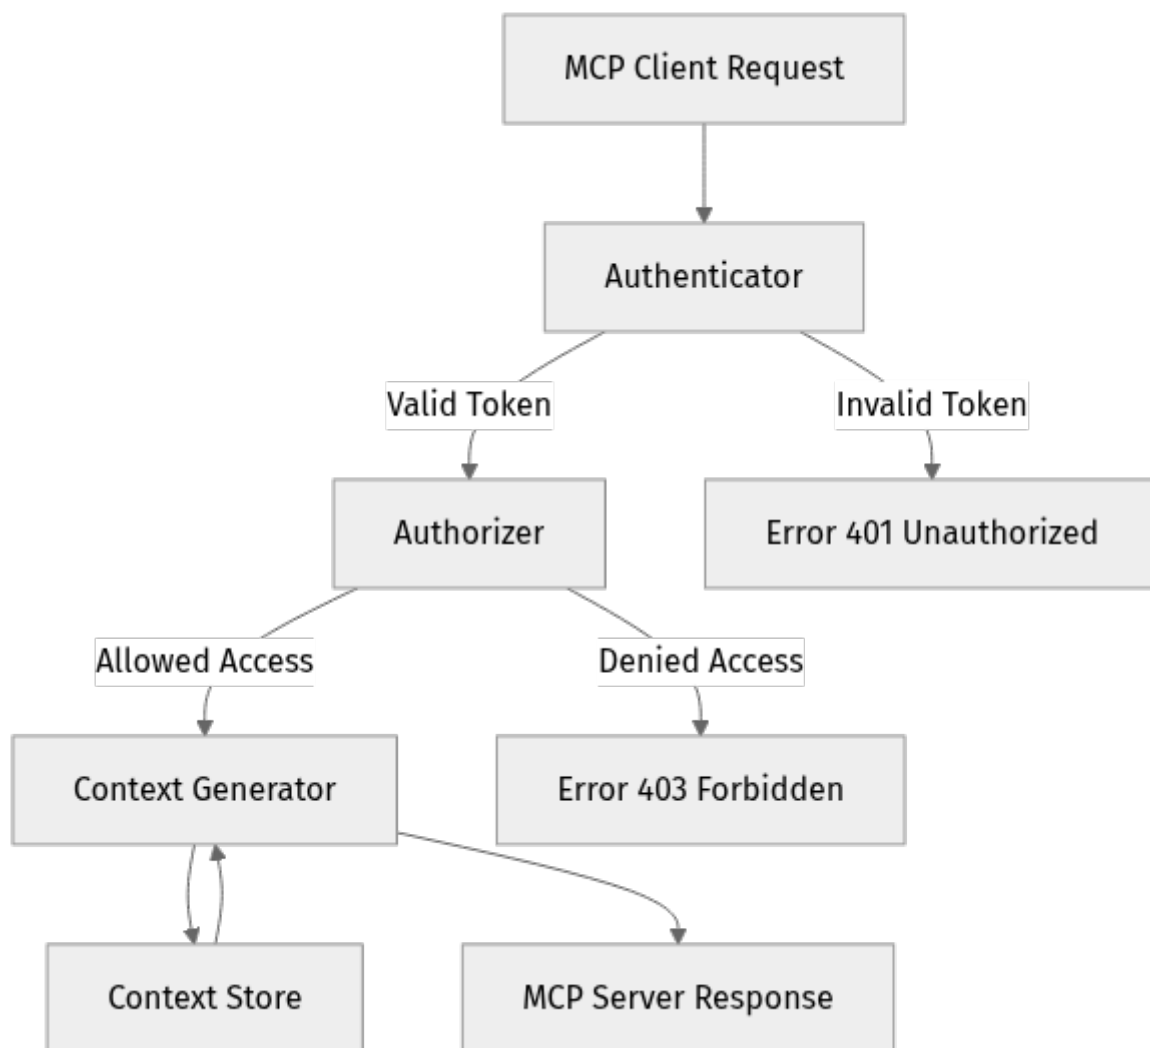 MCP Client Request
Authenticator
Valid Token
Invalid Token
Authorizer
Error 401 Unauthorized
Allowed Access
Denied Access
Context Generator
Error 403 Forbidden
Context Store
MCP Server Response